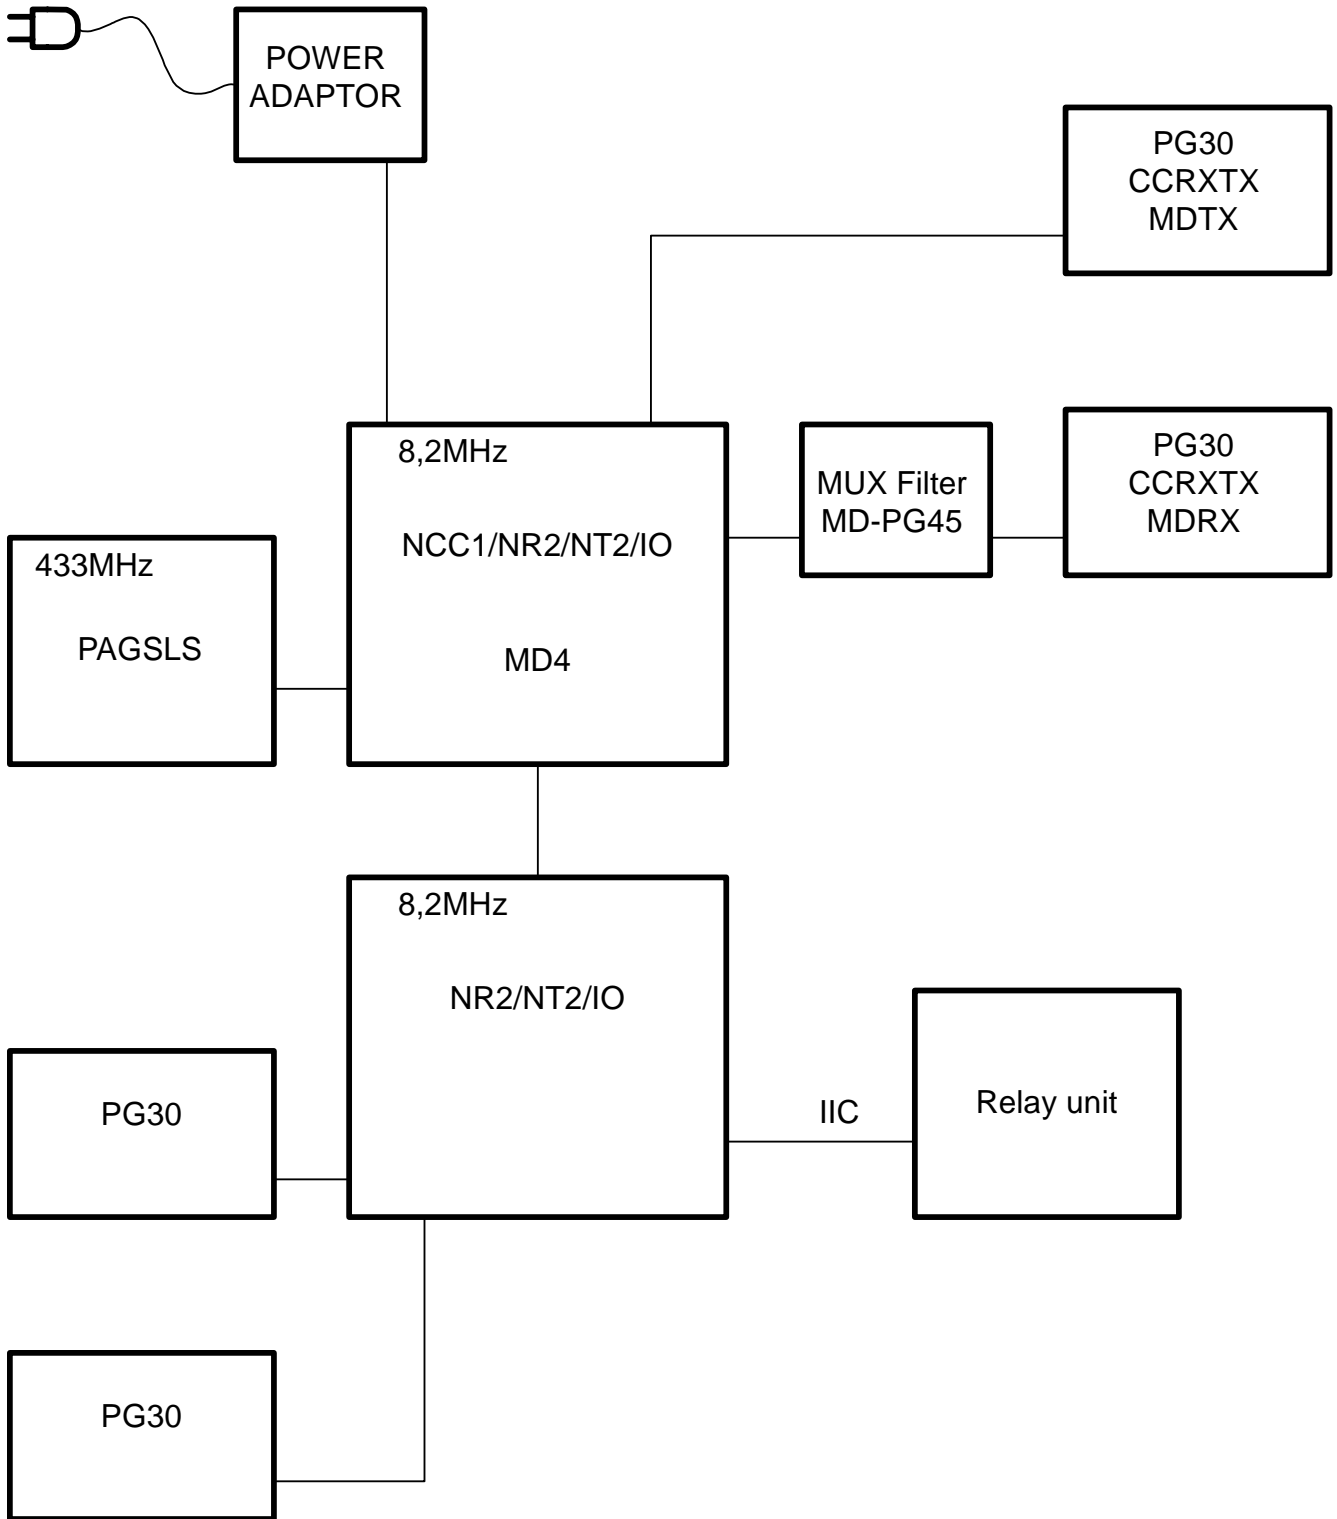 POWER
ADAPTOR
PG30
CCRXTX
MDTX
8,2MHz
NCC1/NR2/NT2/IO
MD4
MUX Filter
MD-PG45
PG30
CCRXTX
MDRX
433MHz
PAGSLS
8,2MHz
NR2/NT2/IO
IIC
Relay unit
PG30
PG30